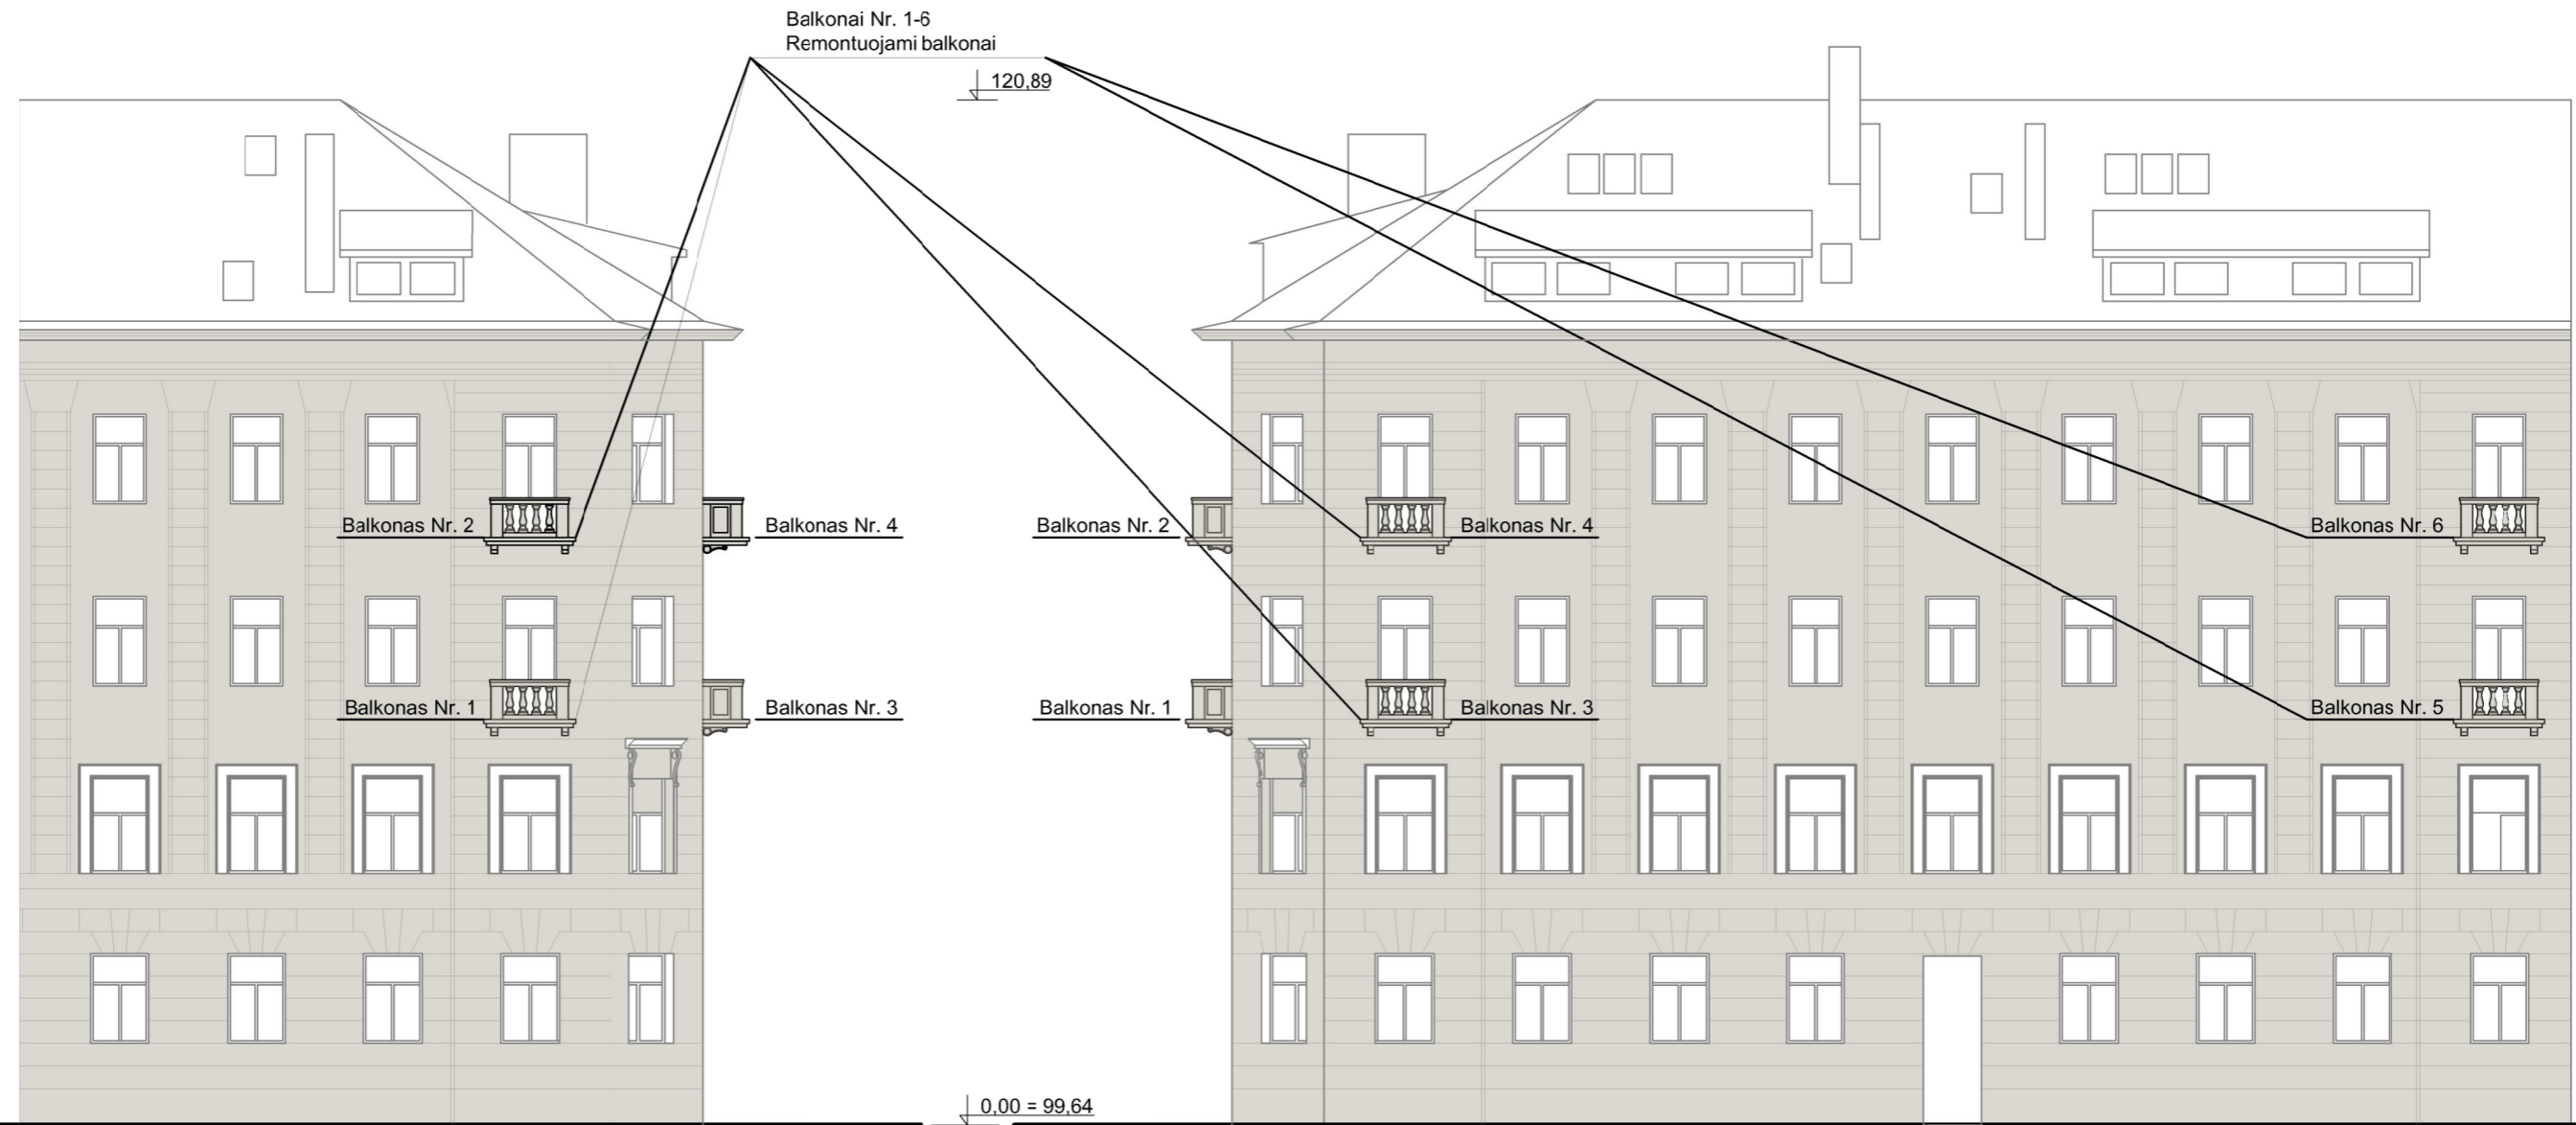 Balkonai Nr. 1-6
Remontuojami balkonai
120,89
Balkonas Nr. 2
Balkonas Nr. 4
Balkonas Nr. 2
Balkonas Nr. 4
Balkonas Nr. 6
Balkonas Nr. 1
Balkonas Nr. 3
Balkonas Nr. 1
Balkonas Nr. 3
Balkonas Nr. 5
0,00 = 99,64